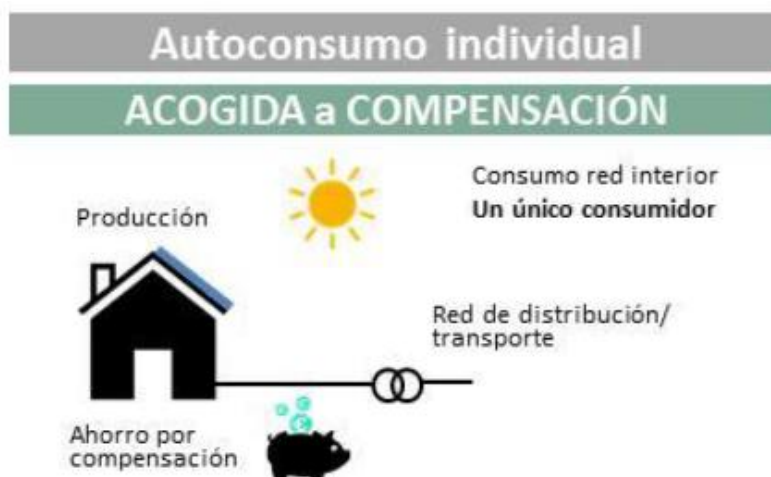 Autoconsumo individual
ACOGIDA a COMPENSACIÓN
Consumo red interior
Un único consumidor
Producción
Red de distribución/
transporte
Ahorro por
compensación